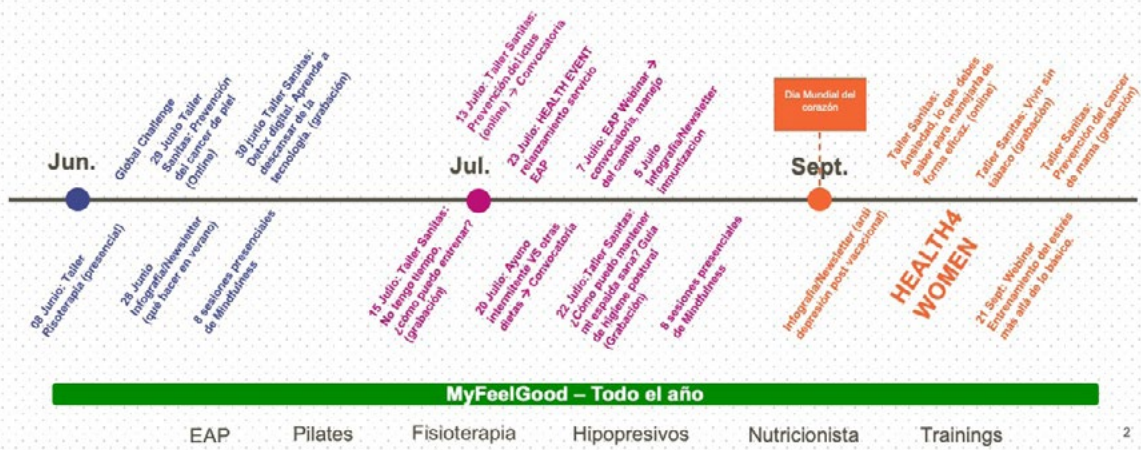 Jun.
Global Challenge
29 Junio Taller
Sanitas: Prevención
del cancer de piel
(Online)
30 junio Taller Sanitas:
Detox digital. Aprende a
descansar de la
tecnología. (grabación)
08 Junio: Taller
Risoterapia (presencial)
28 Junio
Infografía/Newsletter
(qué hacer en verano)
8 sesiones presenciales
de Mindfulness
Jul.
13 Julio: Taller Sanitas:
Prevención del ictus
(online) → Convocatoria
23 Julio: HEALTH EVENT
relanzamiento servicio
EAP
7 Julio: EAP Webinar →
convocatoria, manejo
del cambio
5 Julio
Infografía/Newsletter
inmunizacion
15 Julio: Taller Sanitas:
No tengo tiempo,
¿cómo puedo entrenar?
(grabación)
20 Julio: Ayuno
intermitente VS otras
dietas → Convocatoria
22 Julio:Taller Sanitas:
¿Cómo puedo mantener
mi espalda sana? Guía
de higiene postural
(Grabación)
8 sesiones presenciales
de Mindfulness
Sept.
Dia Mundial del
corazón
Taller Sanitas:
Ansiedad, lo que debes
saber para manejarla de
forma eficaz. (online)
Taller Sanitas: Vivir sin
tabaco (grabación)
Taller Sanitas:
Prevención del cancer
de mama (grabación)
Infografía/Newsletter (anti
depresión post vacacional)
HEALTH4
WOMEN
21 Sept: Webinar
Entrenamiento del estrés
más allá de lo básico.
MyFeelGood – Todo el año
EAP Pilates Fisioterapia Hipopresivos Nutricionista Trainings
2